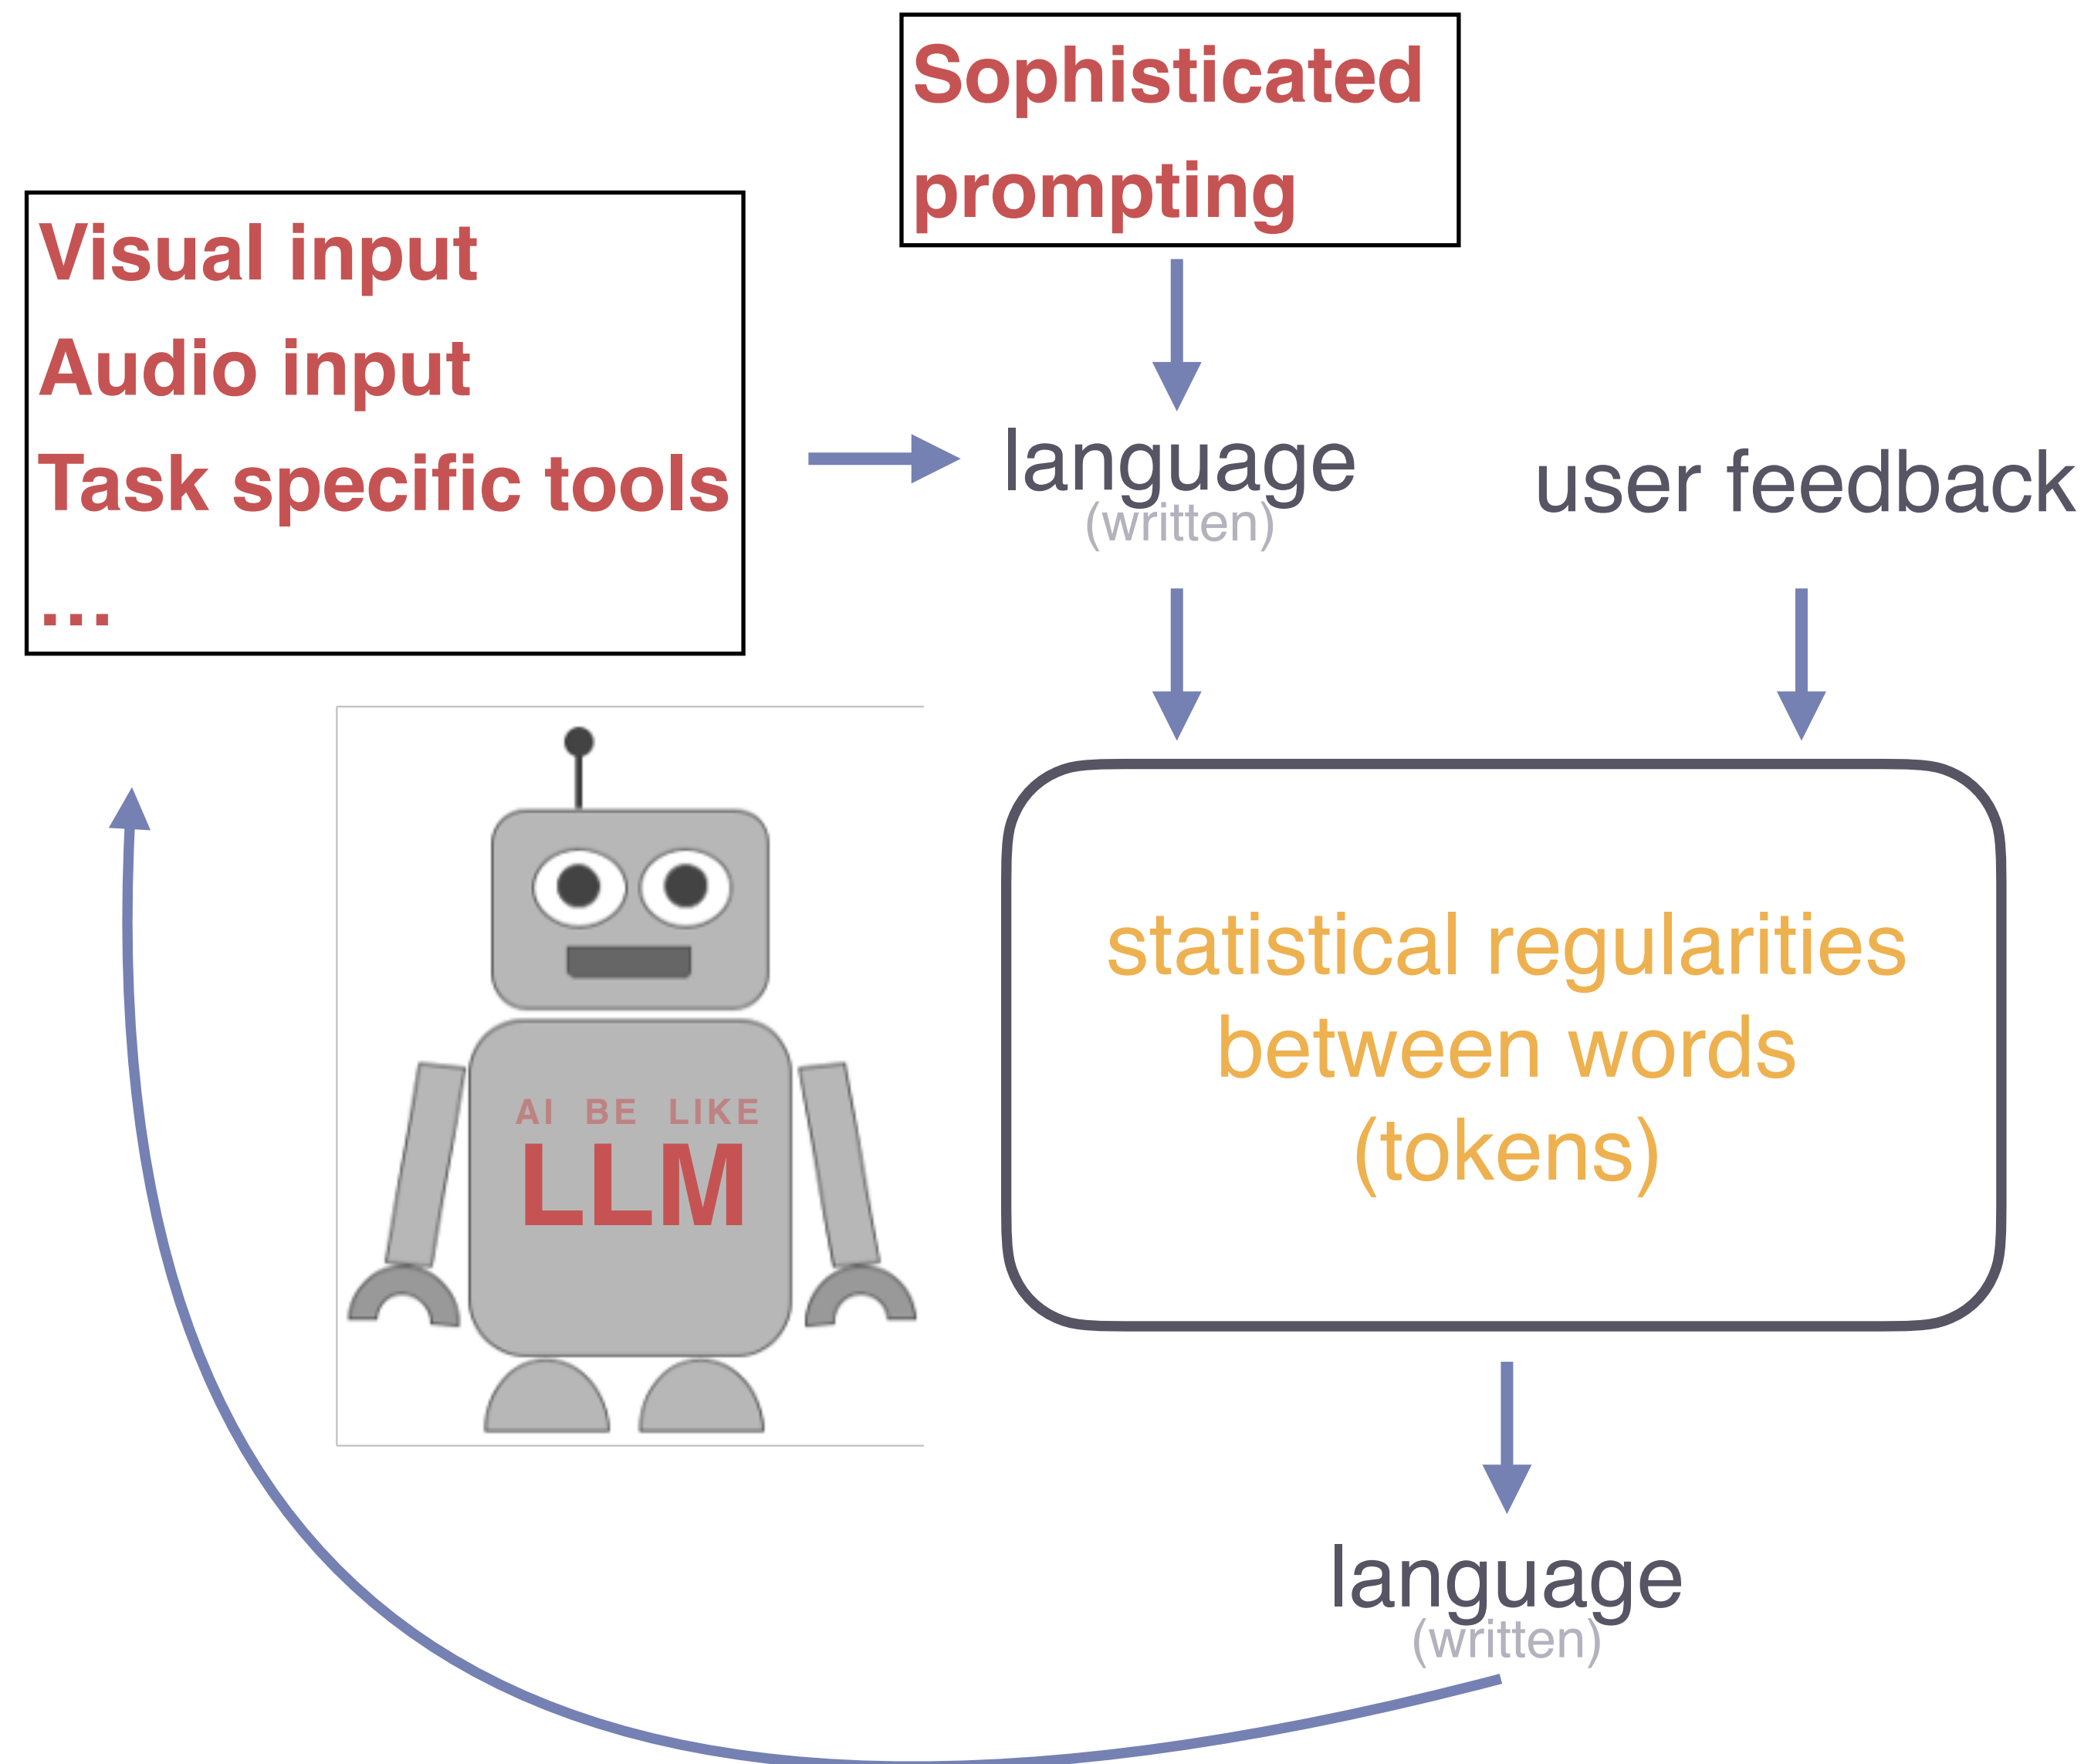 Sophisticated
prompting
Visual input
Audio input
Task specific tools
...
language
(written)
user feedback
statistical regularities
between words
(tokens)
AI BE LIKE
LLM
language
(written)